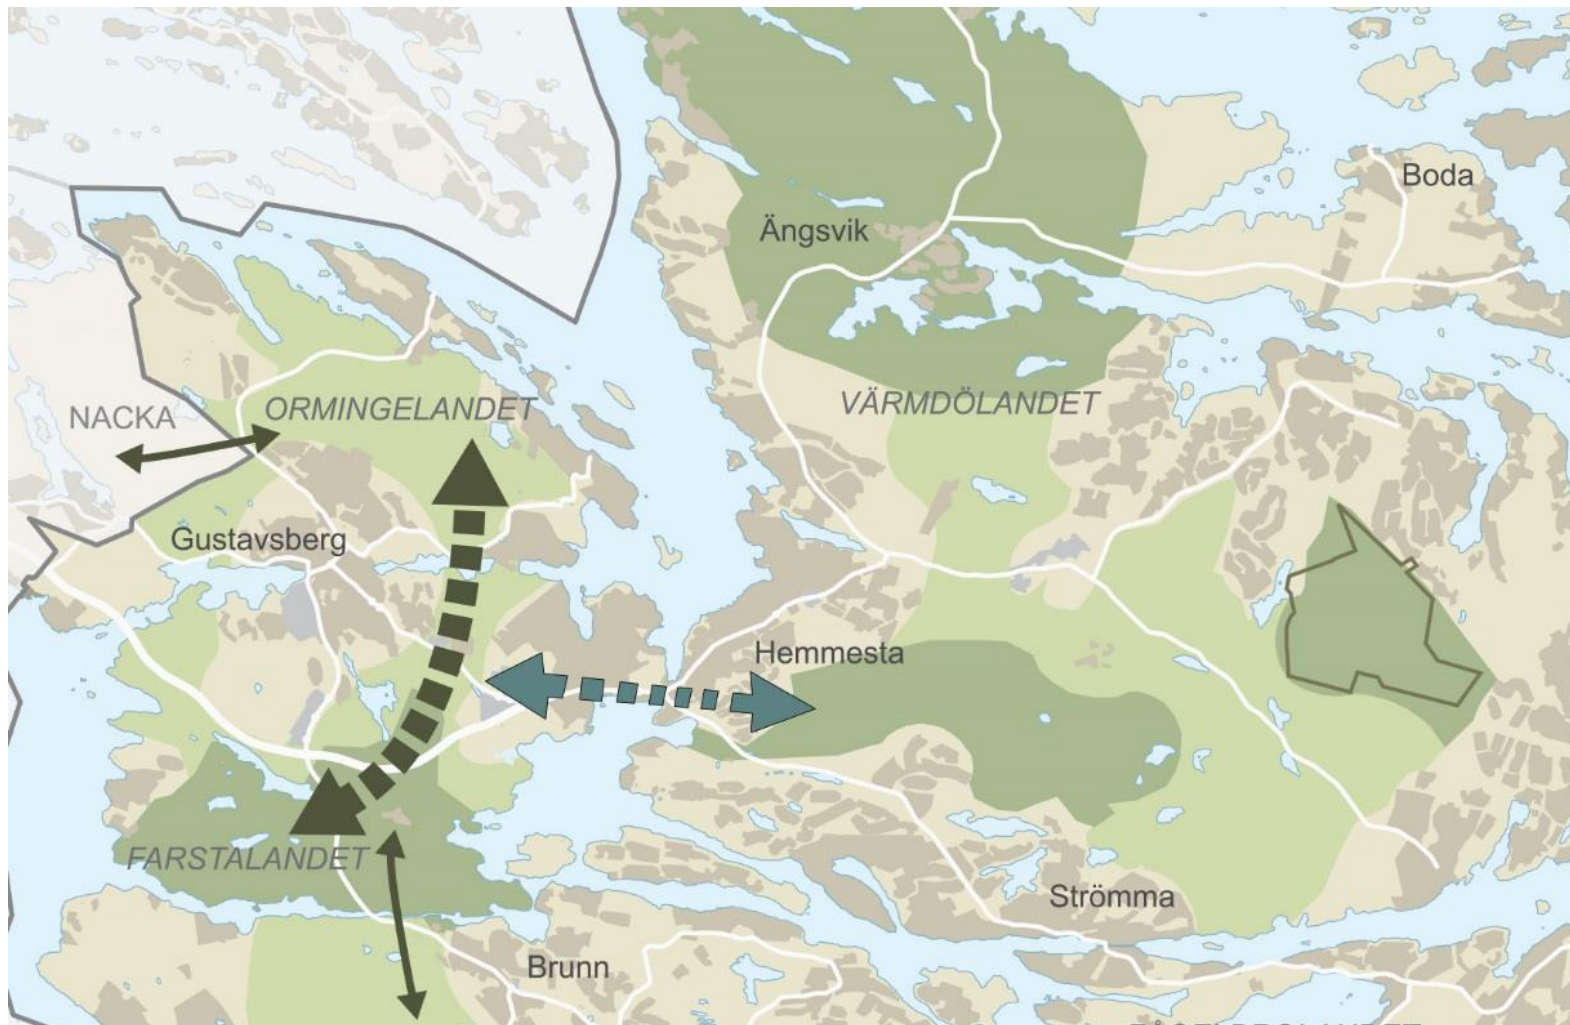 Boda
Ängsvik
VÄRMDÖLANDET
NACKA
ORMINGELANDET
Gustavsberg
Hemmesta
FARSTALANDET
Strömma
Brunn